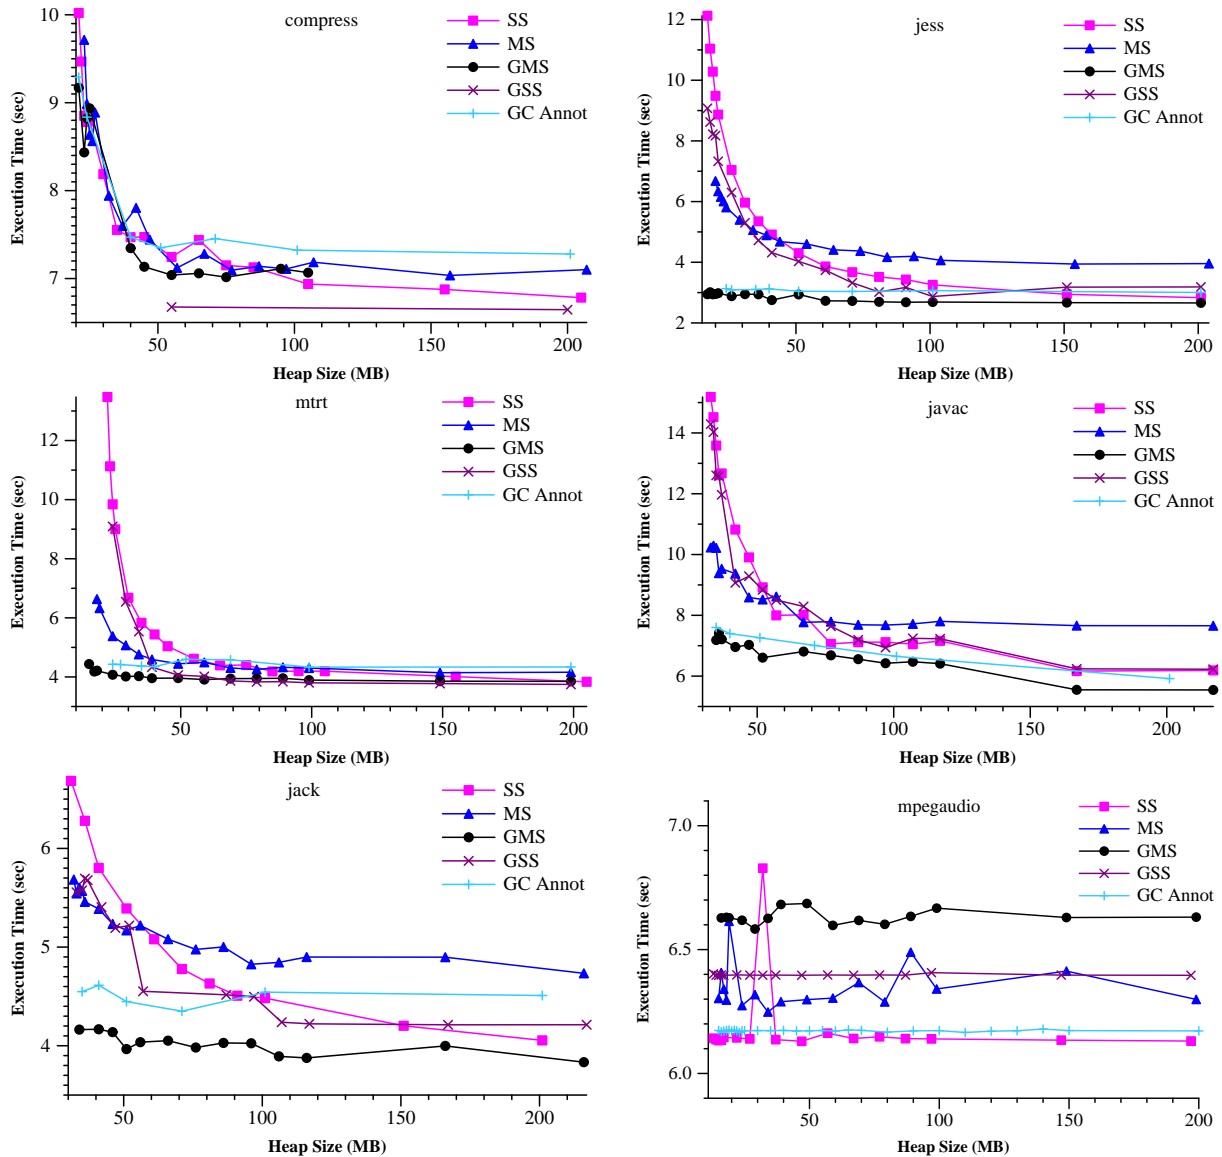 compress
SS
MS
GMS
GSS
GC Annot
10
9
8
7
50
100
150
200
Execution Time (sec)
Heap Size (MB)
jess
SS
MS
GMS
GSS
GC Annot
12
10
8
6
4
2
50
100
150
200
Execution Time (sec)
Heap Size (MB)
mtrt
SS
MS
GMS
GSS
GC Annot
12
10
8
6
4
50
100
150
200
Execution Time (sec)
Heap Size (MB)
javac
SS
MS
GMS
GSS
GC Annot
14
12
10
8
6
50
100
150
200
Execution Time (sec)
Heap Size (MB)
jack
SS
MS
GMS
GSS
GC Annot
6
5
4
50
100
150
200
Execution Time (sec)
Heap Size (MB)
mpegaudio
SS
MS
GMS
GSS
GC Annot
7.0
6.5
6.0
50
100
150
200
Execution Time (sec)
Heap Size (MB)